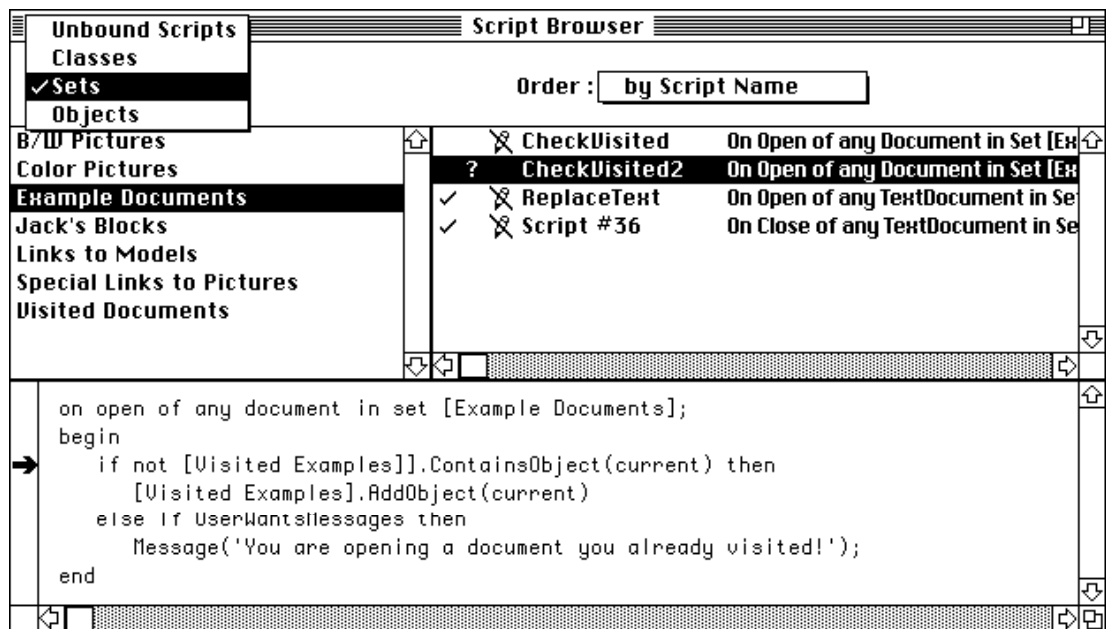 Script Browser
Unbound Scripts
Classes
✓Sets
Objects
Order : by Script Name
B/W Pictures
Color Pictures
Example Documents
Jack's Blocks
Links to Models
Special Links to Pictures
Visited Documents
CheckVisited On Open of any Document in Set [Ex
? CheckVisited2 On Open of any Document in Set [Ex
✓ ReplaceText On Open of any TextDocument in Set
✓ Script #36 On Close of any TextDocument in Se
on open of any document in set [Example Documents];
begin
if not [Visited Examples]].ContainsObject(current) then
[Visited Examples].AddObject(current)
else if UserWantsMessages then
Message('You are opening a document you already visited!');
end